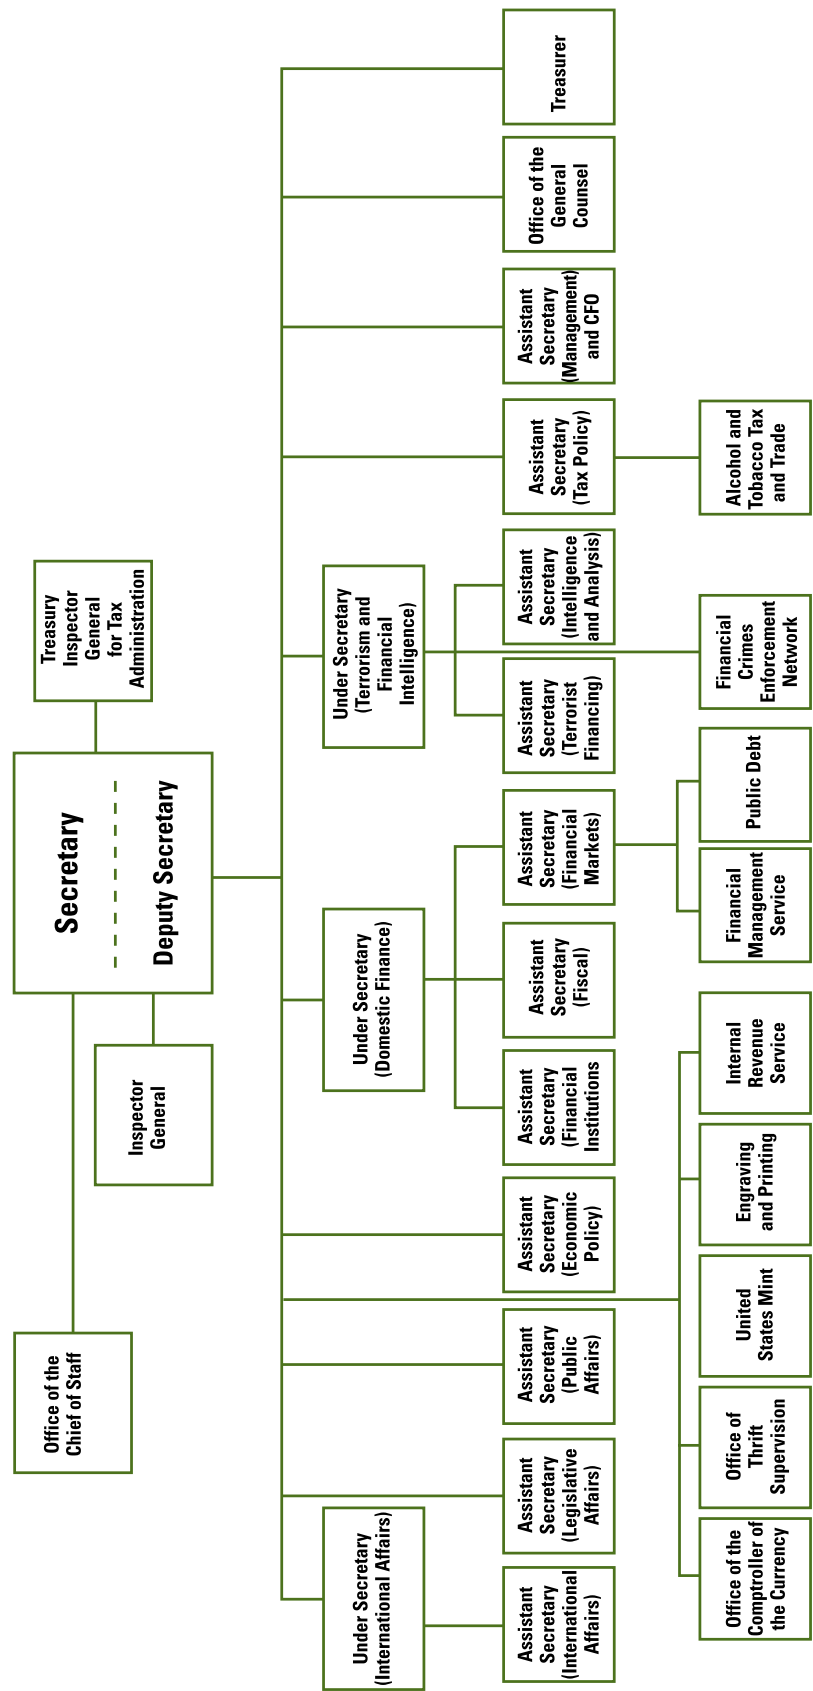 Secretary
Deputy Secretary
Treasury
Inspector
General
for Tax
Administration
Office of the
Chief of Staff
Inspector
General
Under Secretary
(International Affairs)
Under Secretary
(Domestic Finance)
Under Secretary
(Terrorism and
Financial
Intelligence)
Assistant
Secretary
(International
Affairs)
Assistant
Secretary
(Legislative
Affairs)
Assistant
Secretary
(Public
Affairs)
Assistant
Secretary
(Economic
Policy)
Assistant
Secretary
(Financial
Institutions
Assistant
Secretary
(Fiscal)
Assistant
Secretary
(Financial
Markets)
Assistant
Secretary
(Terrorist
Financing)
Assistant
Secretary
(Intelligence
and Analysis)
Assistant
Secretary
(Tax Policy)
Assistant
Secretary
(Management)
and CFO
Office of the
General
Counsel
Treasurer
Office of the
Comptroller of
the Currency
Office of
Thrift
Supervision
United
States Mint
Engraving
and Printing
Internal
Revenue
Service
Financial
Management
Service
Public Debt
Financial
Crimes
Enforcement
Network
Alcohol and
Tobacco Tax
and Trade